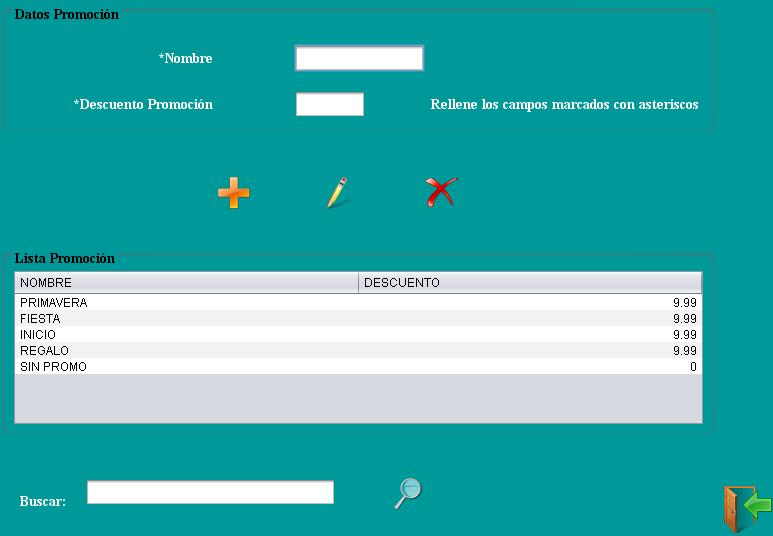 Datos Promoción
*Nombre
*Descuento Promoción
Rellene los campos marcados con asteriscos
Lista Promoción
NOMBRE DESCUENTO
PRIMAVERA 9.99
FIESTA 9.99
INICIO 9.99
REGALO 9.99
SIN PROMO 0
Buscar: